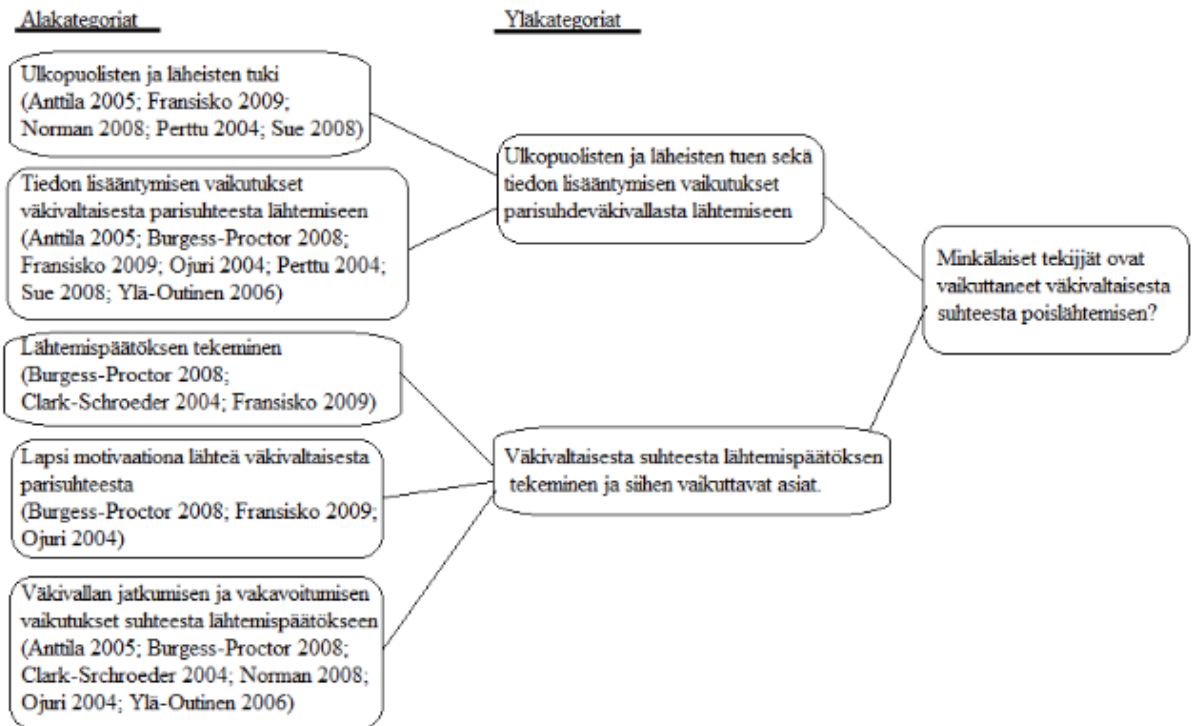 Alakategoriat
Yläkategoriat
Ulkopuolisten ja läheisten tuki
(Anttila 2005; Fransisko 2009;
Norman 2008; Perttu 2004; Sue 2008)
Tiedon lisääntymisen vaikutukset
väkivaltaisesta parisuhteesta lähtemiseen
(Anttila 2005; Burgess-Proctor 2008;
Fransisko 2009; Ojuri 2004; Perttu 2004;
Sue 2008; Ylä-Outinen 2006)
Lähtemispäätöksen tekeminen
(Burgess-Proctor 2008;
Clark-Schroeder 2004; Fransisko 2009)
Lapsi motivaationa lähteä väkivaltaisesta
parisuhteesta
(Burgess-Proctor 2008; Fransisko 2009;
Ojuri 2004)
Väkivallan jatkumisen ja vakavoitumisen
vaikutukset suhteesta lähtemispäätökseen
(Anttila 2005; Burgess-Proctor 2008;
Clark-Srchroeder 2004; Norman 2008;
Ojuri 2004; Ylä-Outinen 2006)
Ulkopuolisten ja läheisten tuen sekä
tiedon lisääntymisen vaikutukset
parisuhdeväkivallasta lähtemiseen
Väkivaltaisesta suhteesta lähtemispäätöksen
tekeminen ja siihen vaikuttavat asiat.
Minkälaiset tekijjät ovat
vaikuttaneet väkivaltaisesta
suhteesta poislähtemisen?